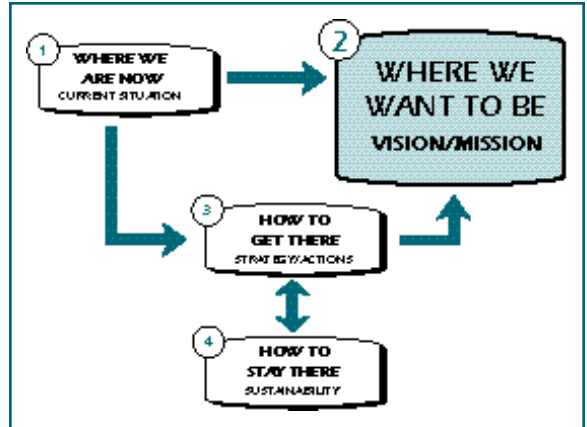 1
WHERE WE
ARE NOW
CURRENT SITUATION
2
WHERE WE
WANT TO BE
VISION/MISSION
3
HOW TO
GET THERE
STRATEGY/ACTIONS
4
HOW TO
STAY THERE
SUSTAINABILITY